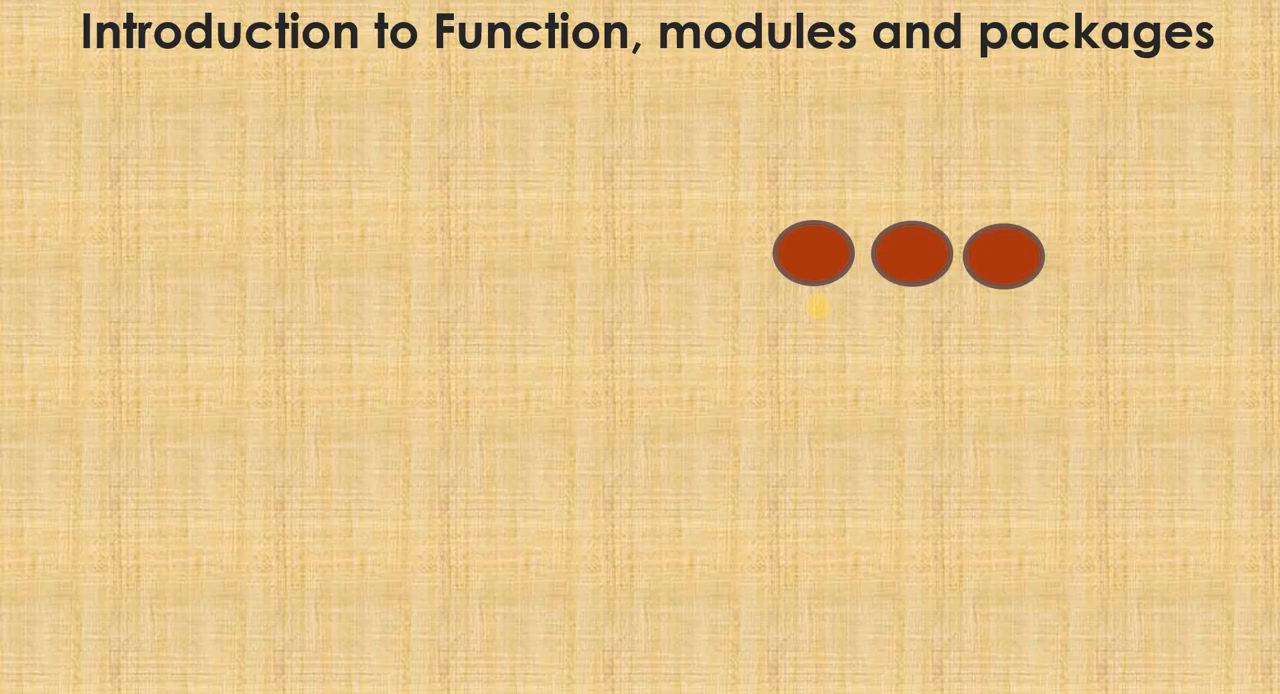 Introduction to Function, modules and packages